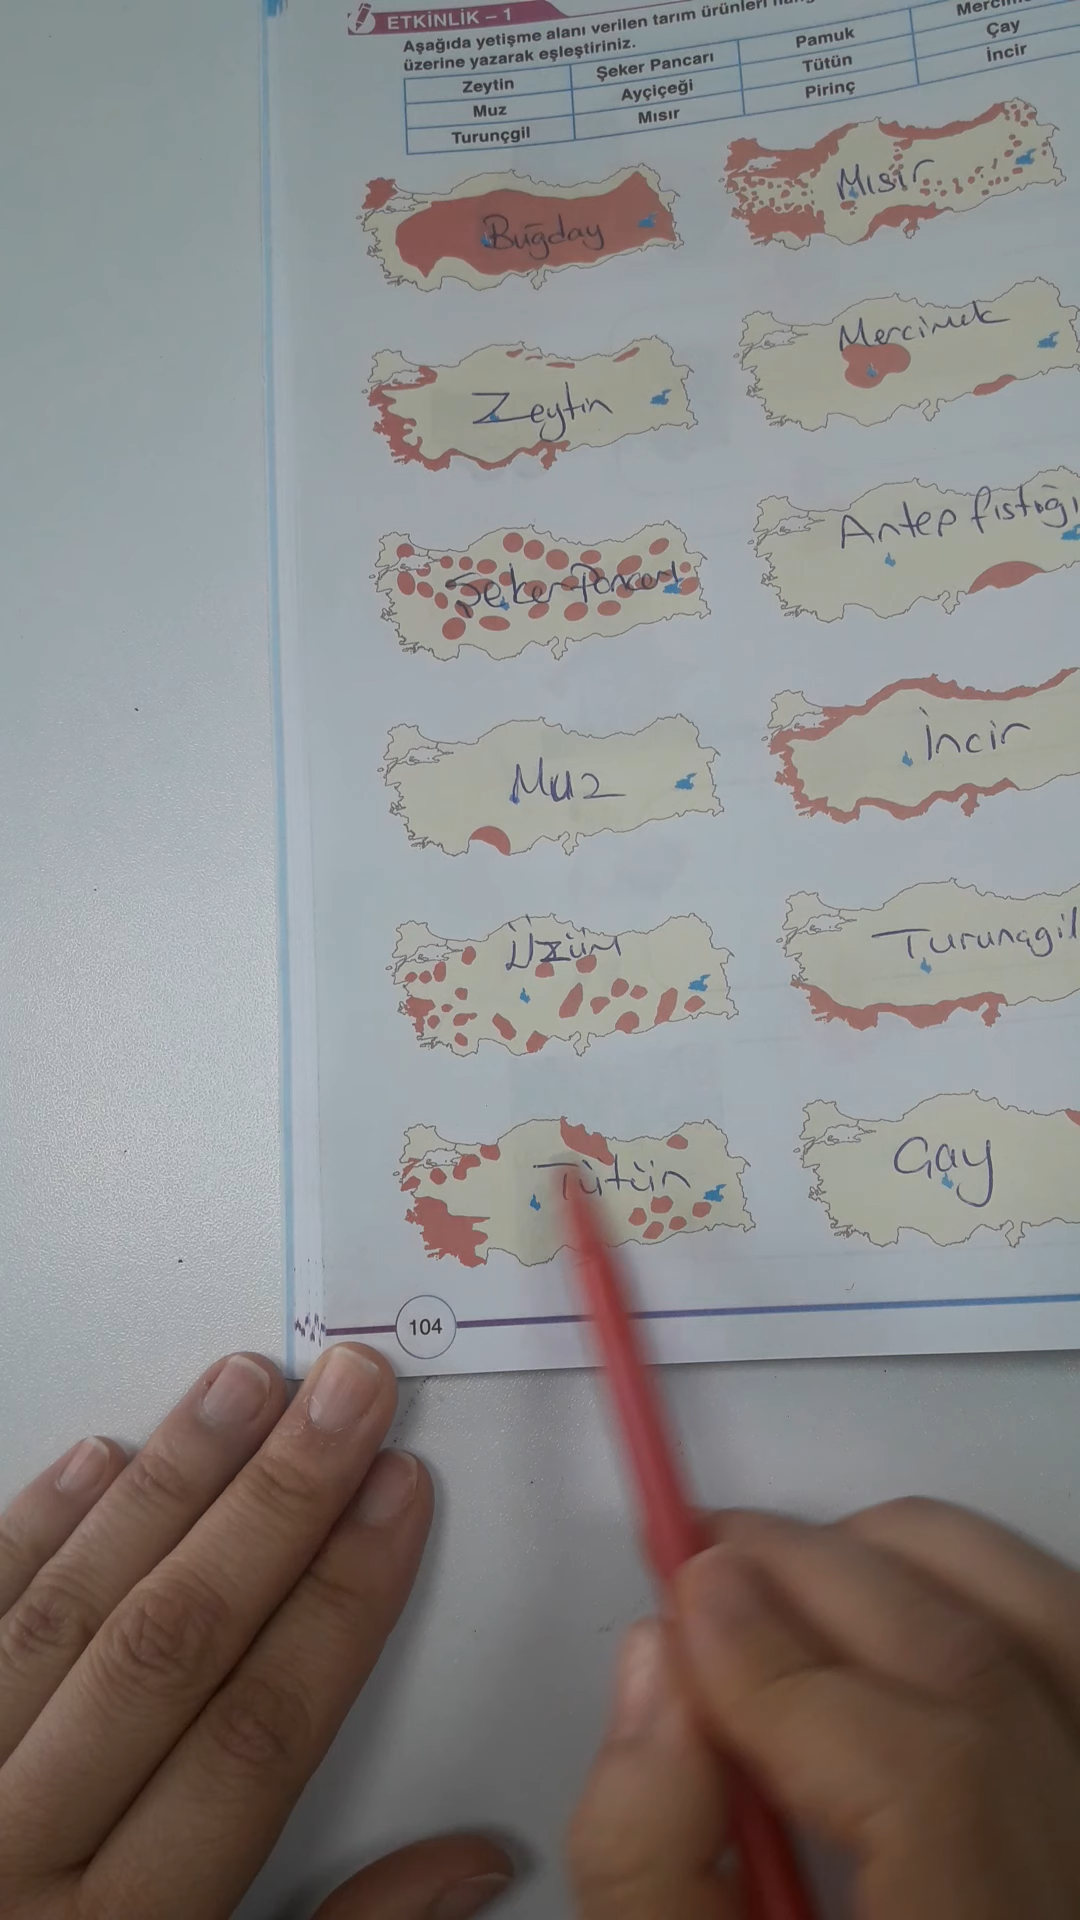 ETKİNLİK – 1
Aşağıda yetişme alanı verilen tarım ürünleri
üzerine yazarak eşleştiriniz.
Zeytin Şeker Pancarı Pamuk
Muz Ayçiçeği Tütün Çay
Turunçgil Mısır Pirinç İncir
Buğday Mısır
Zeytin Mercimek
Şeker Pancarı Antep fıstığı
Muz İncir
Üzüm Turunçgil
Tütün Çay
104